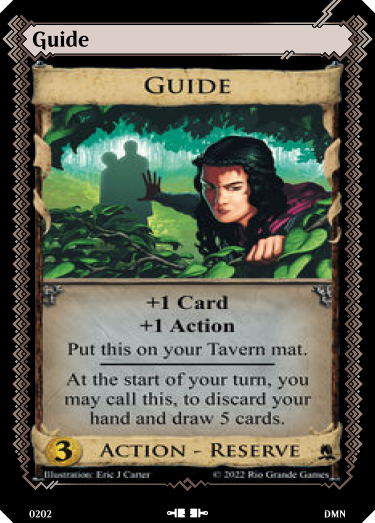 Guide
GUIDE
+1 Card
+1 Action
Put this on your Tavern mat.
At the start of your turn, you
may call this, to discard your
hand and draw 5 cards.
3 ACTION - RESERVE
Illustration: Eric J Carter © 2022 Rio Grande Games
0202 DMN